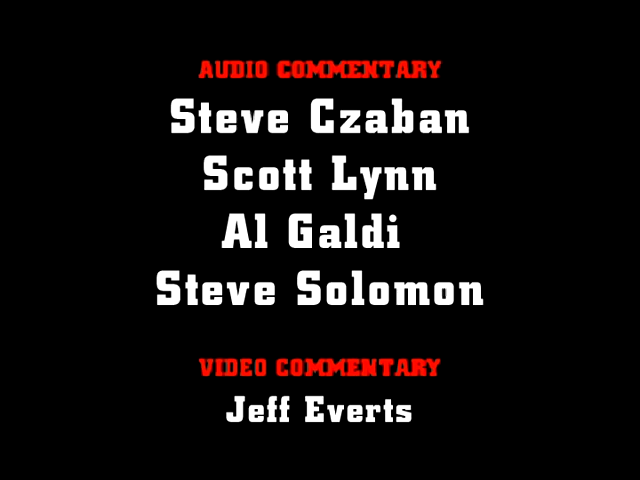 AUDIO COMMENTARY
Steve Czaban
Scott Lynn
Al Galdi
Steve Solomon
VIDEO COMMENTARY
Jeff Everts